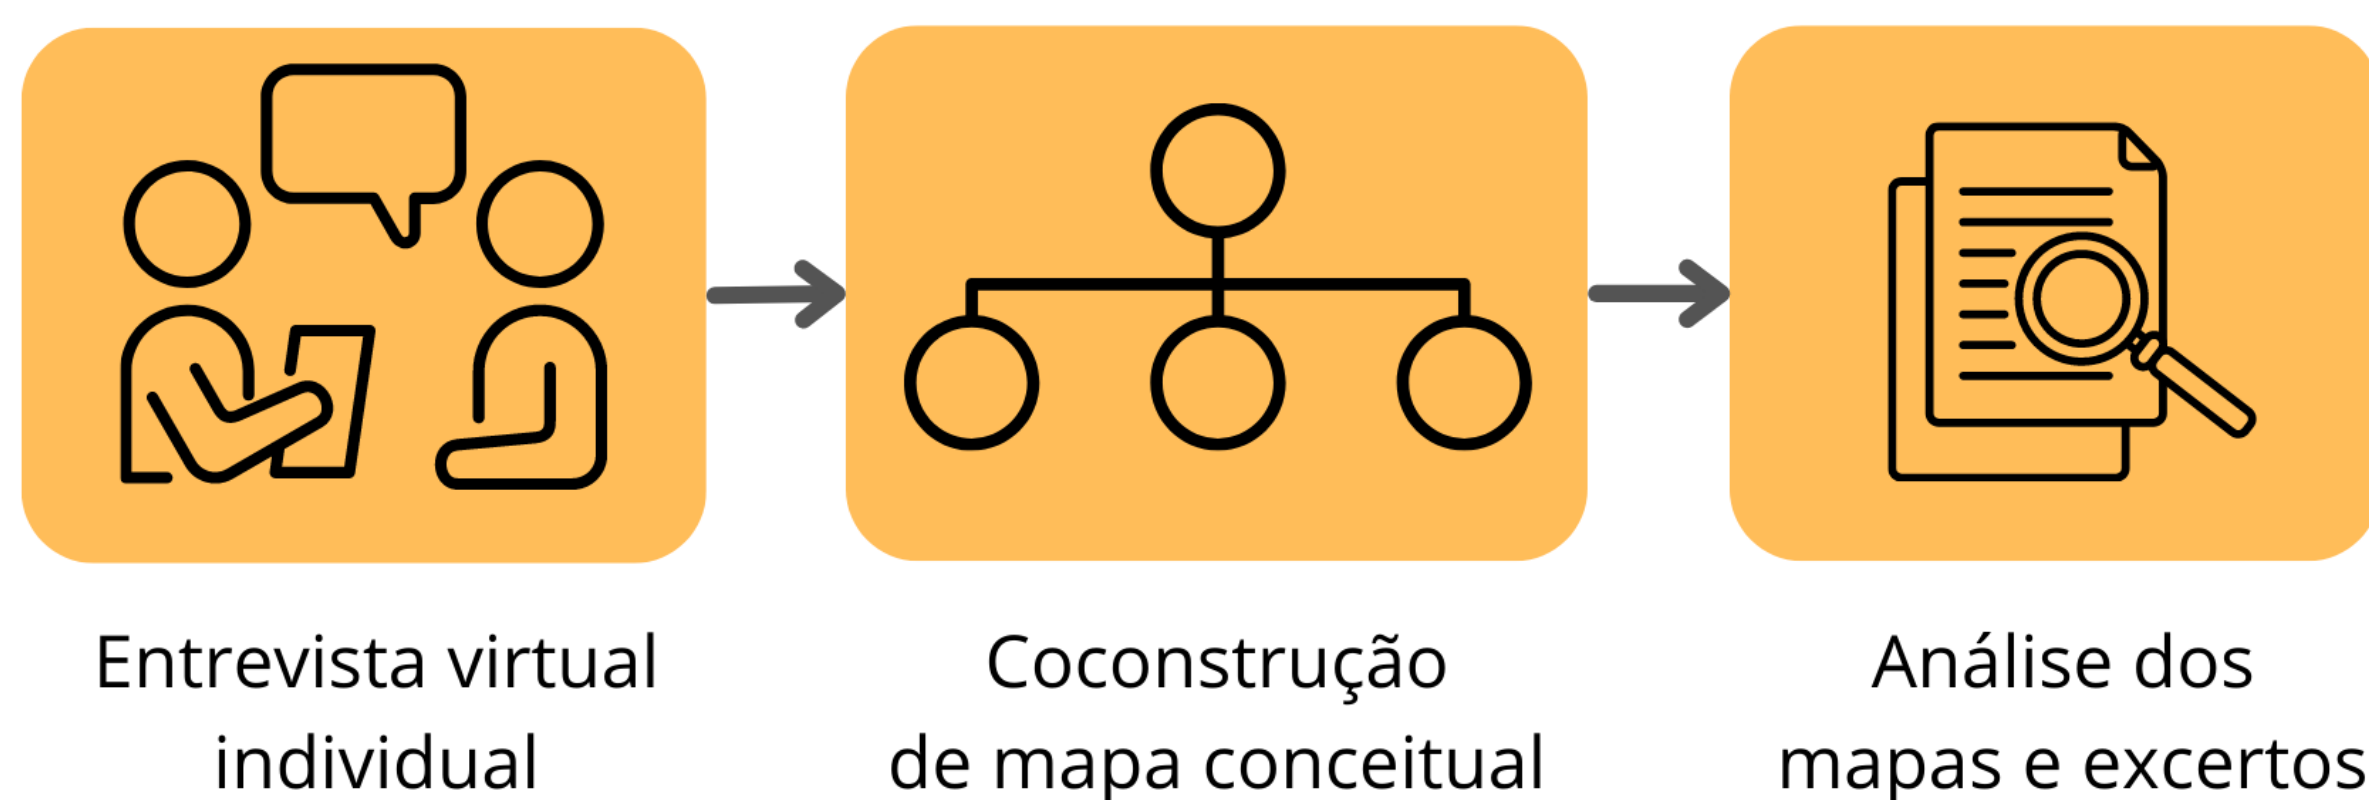 Entrevista virtual
individual
Coconstrução
de mapa conceitual
Análise dos
mapas e excertos